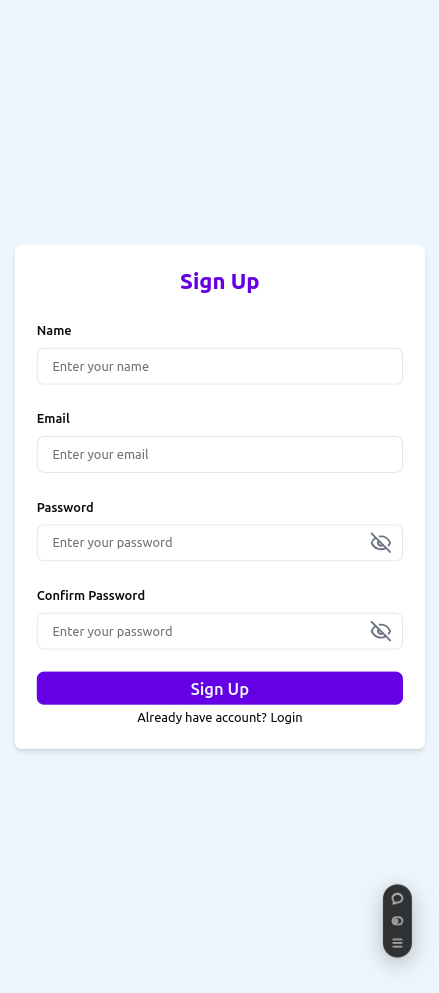 Sign Up
Name
Enter your name
Email
Enter your email
Password
Enter your password
Confirm Password
Enter your password
Sign Up
Already have account? Login